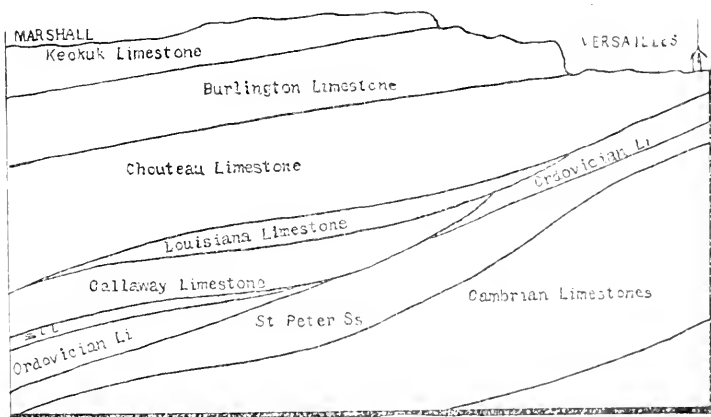 MARSHALL
VERSAILLES
Keokuk Limestone
Burlington Limestone
Chouteau Limestone
Ordovician Li
Louisiana Limestone
Callaway Limestone
Cambrian Limestones
St Peter Ss
Ordovician Li